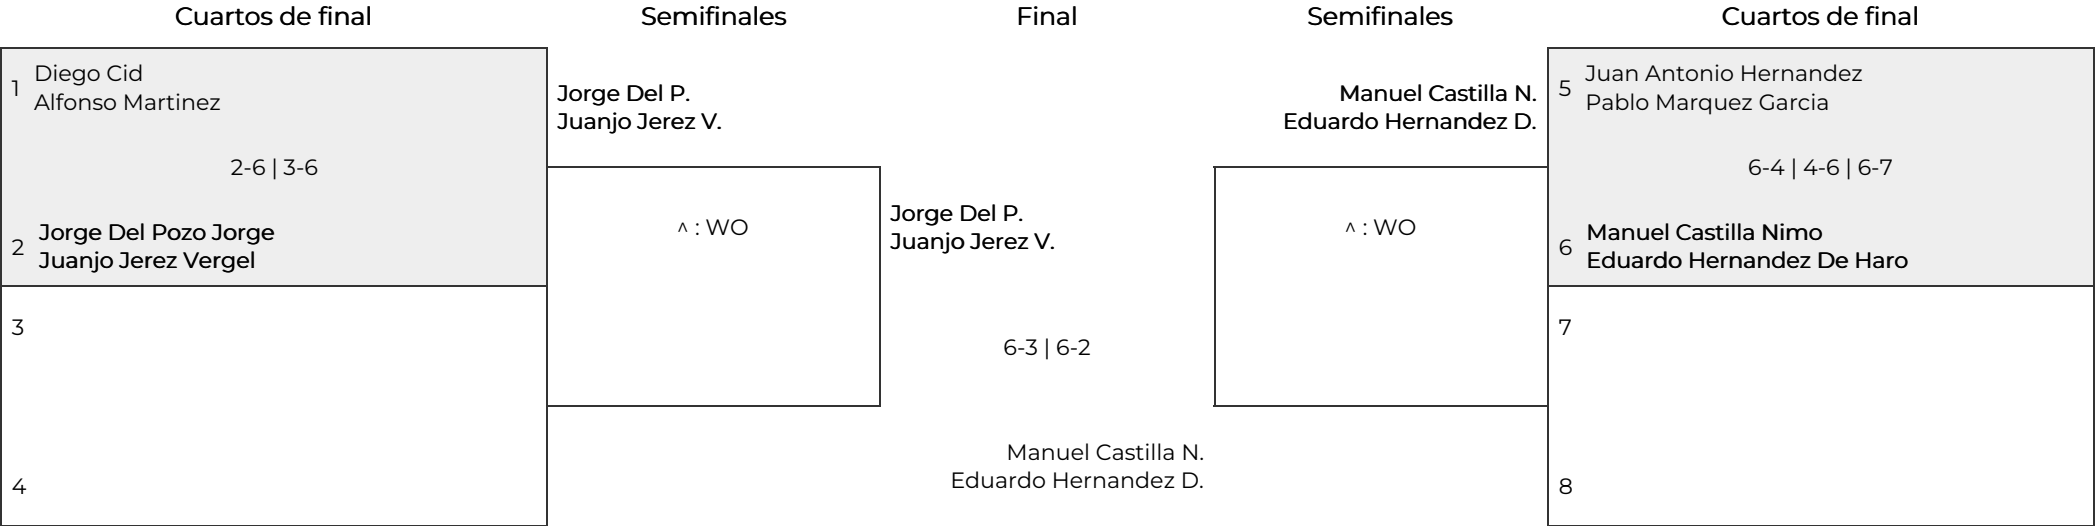 Cuartos de final
Semifinales
Final
Semifinales
Cuartos de final
1
Diego Cid
Alfonso Martinez
2-6 | 3-6
2
Jorge Del Pozo Jorge
Juanjo Jerez Vergel
3
4
Jorge Del P.
Juanjo Jerez V.
^ : WO
Jorge Del P.
Juanjo Jerez V.
6-3 | 6-2
Manuel Castilla N.
Eduardo Hernandez D.
Manuel Castilla N.
Eduardo Hernandez D.
^ : WO
5
Juan Antonio Hernandez
Pablo Marquez Garcia
6-4 | 4-6 | 6-7
6
Manuel Castilla Nimo
Eduardo Hernandez De Haro
7
8